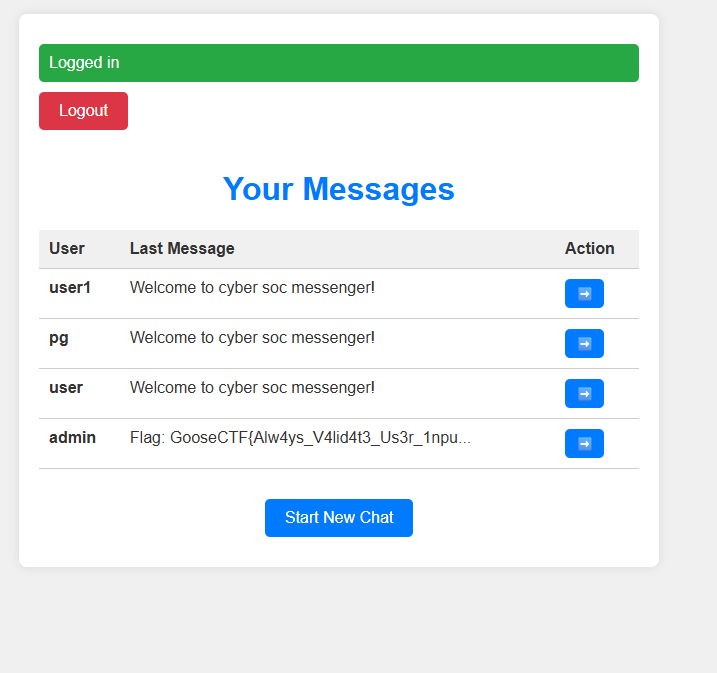 Logged in
Logout
Your Messages
User Last Message Action
user1 Welcome to cyber soc messenger!
pg Welcome to cyber soc messenger!
user Welcome to cyber soc messenger!
admin Flag: GooseCTF{Alw4ys_V4lid4t3_Us3r_1npu...
Start New Chat